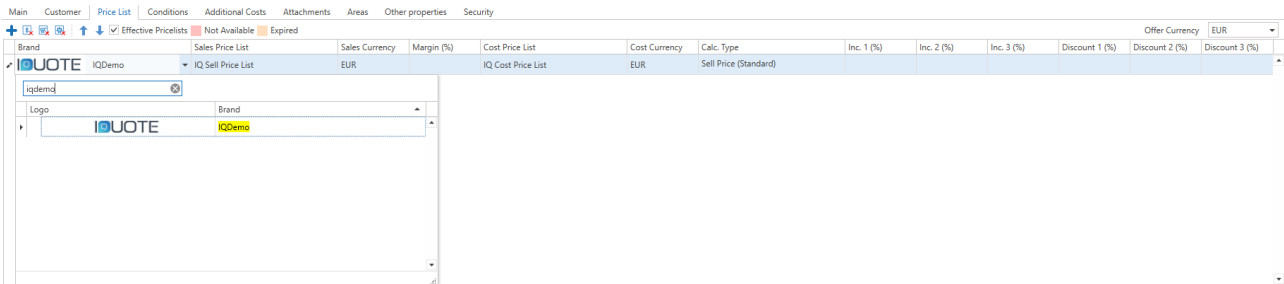 Main Customer Price List Conditions Additional Costs Attachments Areas Other properties Security
Effective Pricelists Not Available Expired Offer Currency EUR
Brand Sales Price List Sales Currency Margin (%) Cost Price List Cost Currency Calc. Type Inc. 1 (%) Inc. 2 (%) Inc. 3 (%) Discount 1 (%) Discount 2 (%) Discount 3 (%)
IQUOTE IQDemo IQ Sell Price List EUR IQ Cost Price List EUR Sell Price (Standard)
iqdemo
Logo Brand
IQUOTE IQDemo